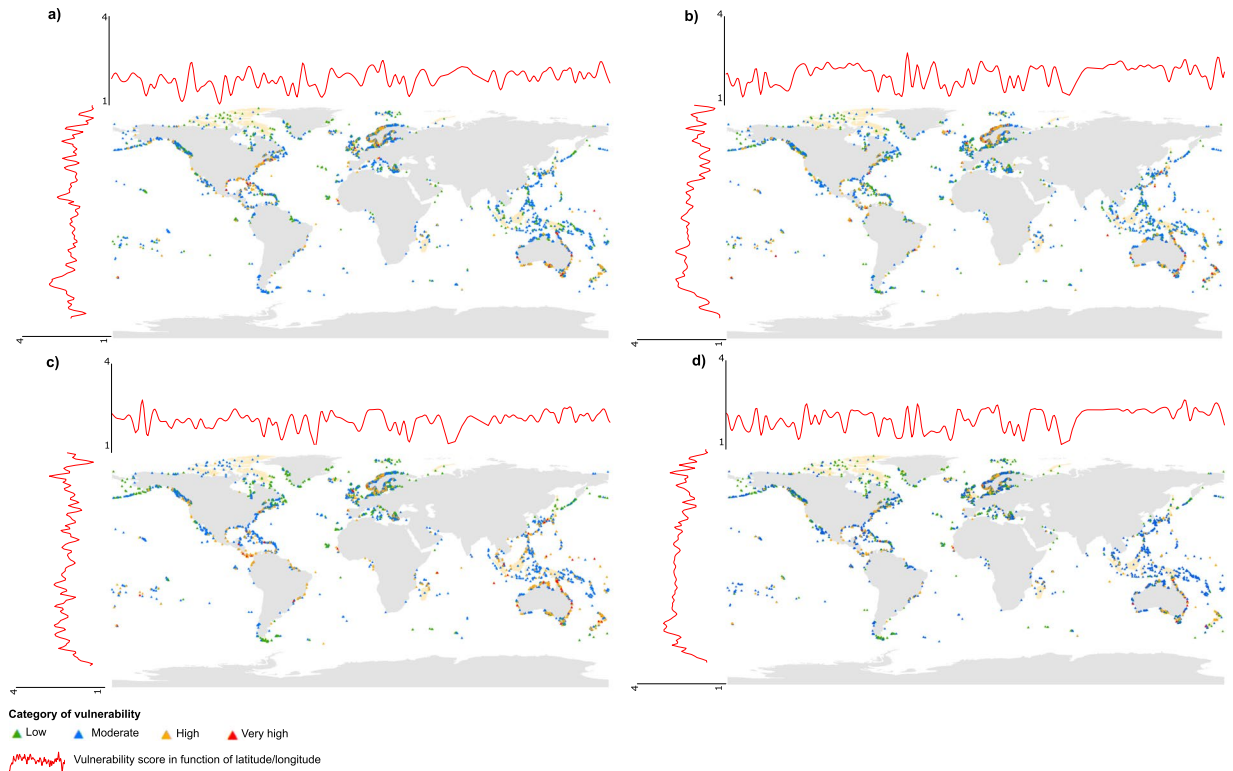 a)
4
1
4
1
b)
4
1
4
1
c)
4
1
4
1
d)
4
1
4
1
Category of vulnerability
Low Moderate High Very high
Vulnerability score in function of latitude/longitude